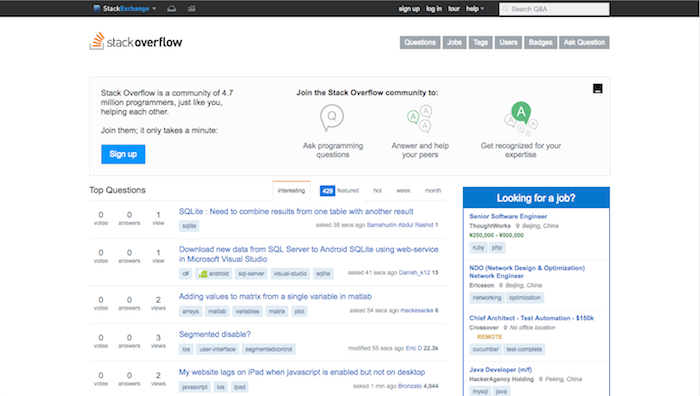 StackExchange
sign up log in tour help
Search Q&A
stackoverflow
Questions Jobs Tags Users Badges Ask Question
Stack Overflow is a community of 4.7
million programmers, just like you,
helping each other.
Join them; it only takes a minute:
Sign up
Join the Stack Overflow community to:
Q
A
A
Ask programming
questions
Answer and help
your peers
Get recognized for your
expertise
Top Questions
interesting 429 featured hot week month
0 votes 0 answers 1 view
SQLite : Need to combine results from one table with another result
sqlite
asked 38 secs ago Samahudin Abdul Rashid 1
0 votes 0 answers 1 view
Download new data from SQL Server to Android SQLite using web-service
in Microsoft Visual Studio
c# android sql-server visual-studio sqlite
asked 41 secs ago Danish_k12 15
0 votes 0 answers 2 views
Adding values to matrix from a single variable in matlab
arrays matlab variables matrix plot
asked 54 secs ago mackasacke 6
0 votes 0 answers 3 views
Segmented disable?
ios user-interface segmentedcontrol
modified 55 secs ago Eric D 22.3k
0 votes 0 answers 2 views
My website lags on iPad when javascript is enabled but not on desktop
javascript ios ipad
asked 1 min ago Bronzato 4,044
Looking for a job?
Senior Software Engineer
ThoughtWorks Beijing, China
¥250,000 - ¥500,000
ruby php
NDO (Network Design & Optimization)
Network Engineer
Ericsson Beijing, China
networking optimization
Chief Architect - Test Automation - $150k
Crossover No office location
REMOTE
cucumber test-complete
Java Developer (m/f)
HackerAgency Holding Peking, China
mysql java